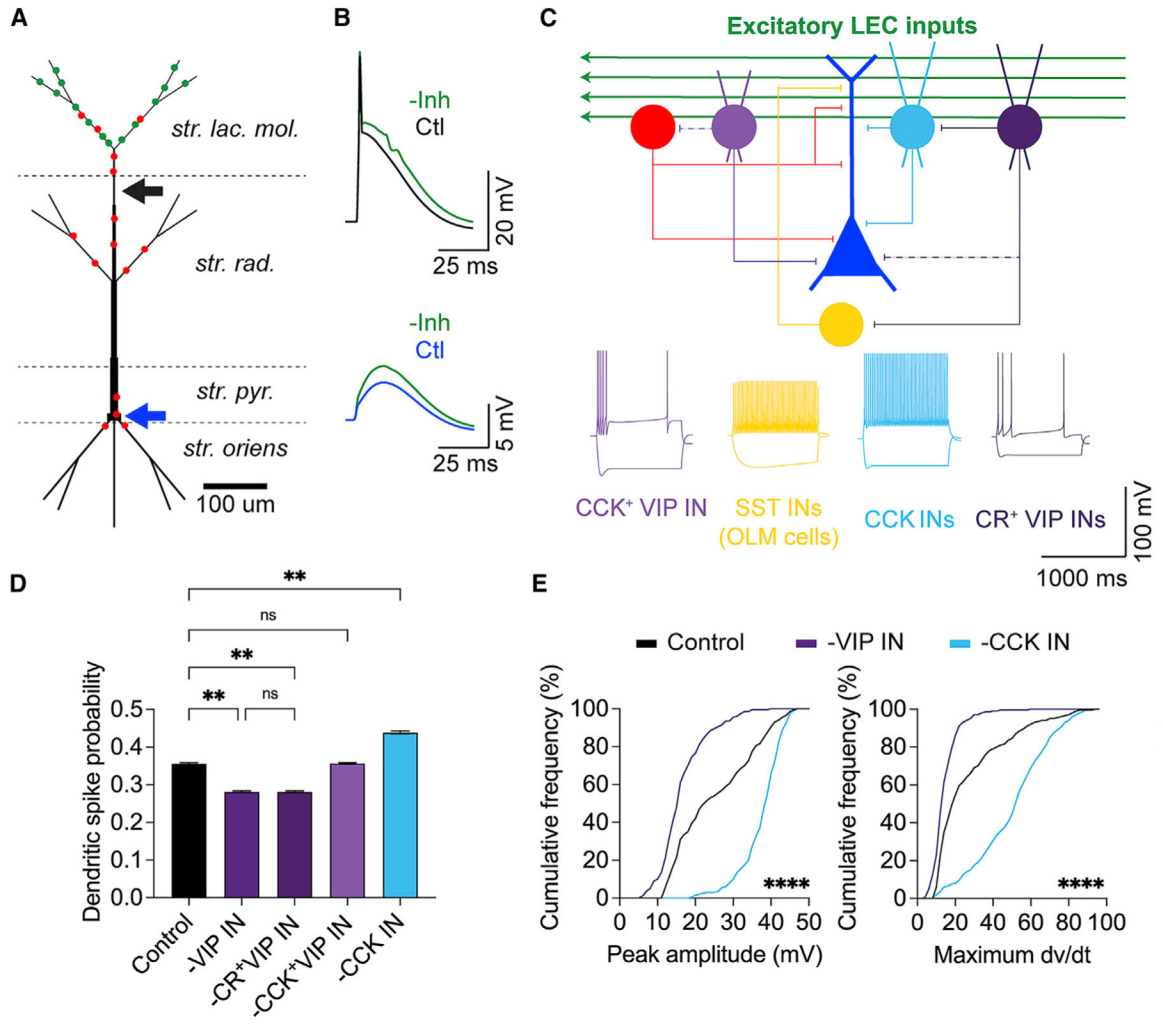 A
str. lac. mol.
str. rad.
str. pyr.
str. oriens
100 um
B
-Inh
Ctl
20 mV
25 ms
-Inh
Ctl
5 mV
25 ms
C
Excitatory LEC inputs
CCK+ VIP IN
SST INs
(OLM cells)
CCK INs
CR+ VIP INs
100 mV
1000 ms
D
**
ns
**
**
ns
Dendritic spike probability
0.5
0.4
0.3
0.2
0.1
0.0
Control
-VIP IN
-CR+VIP IN
-CCK+VIP IN
-CCK IN
E
Control
-VIP IN
-CCK IN
Cumulative frequency (%)
100
80
60
40
20
0
****
0 10 20 30 40 50
Peak amplitude (mV)
Cumulative frequency (%)
100
80
60
40
20
0
****
0 20 40 60 80 100
Maximum dv/dt